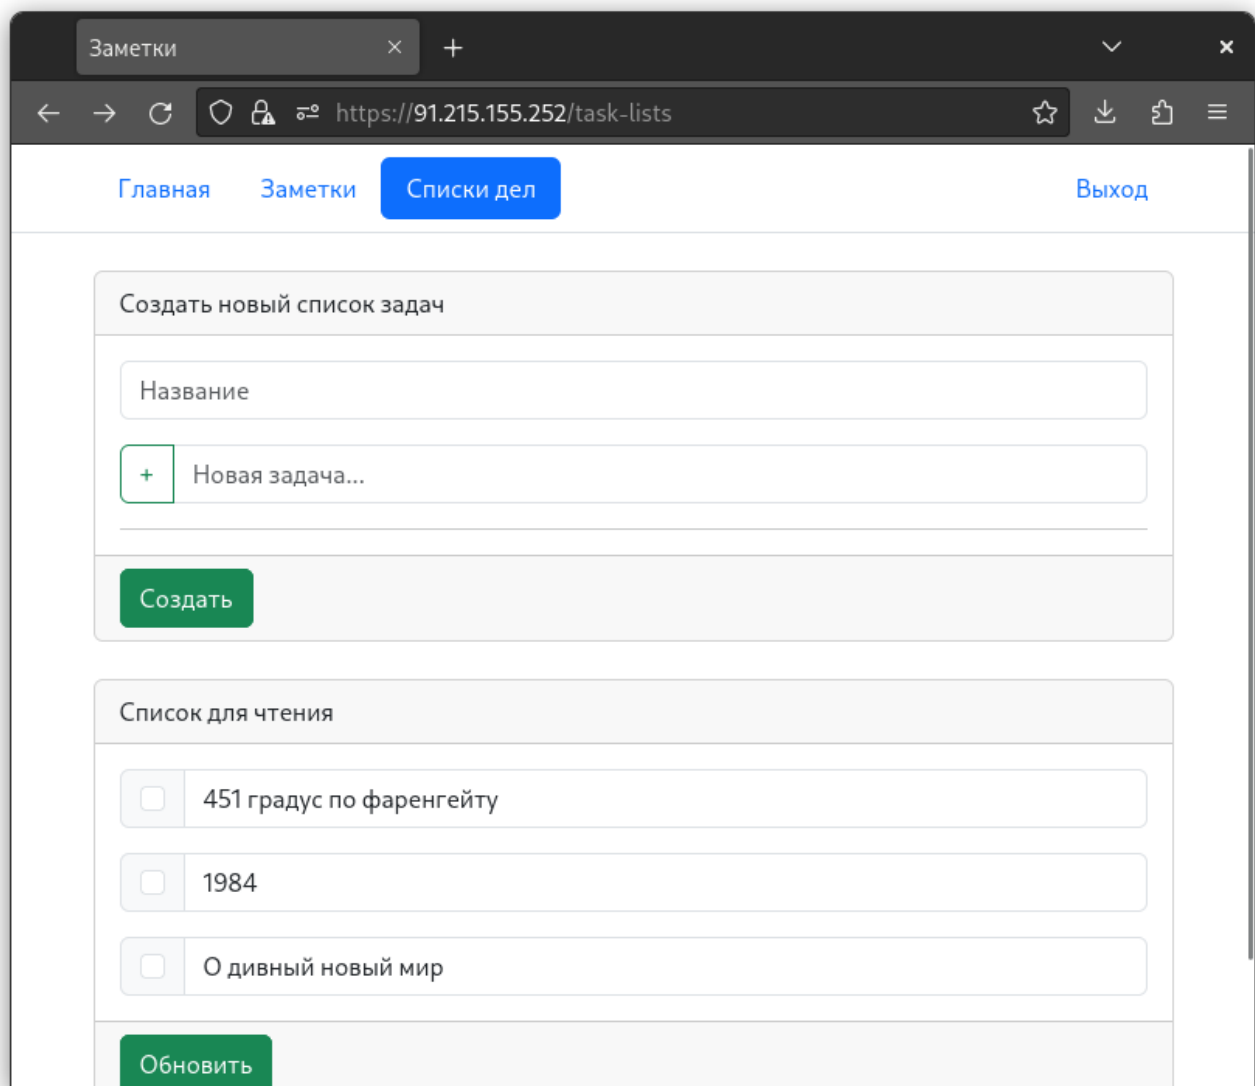 Заметки
https://91.215.155.252/task-lists
Главная Заметки Списки дел Выход
Создать новый список задач
Название
+ Новая задача...
Создать
Список для чтения
451 градус по фаренгейту
1984
О дивный новый мир
Обновить